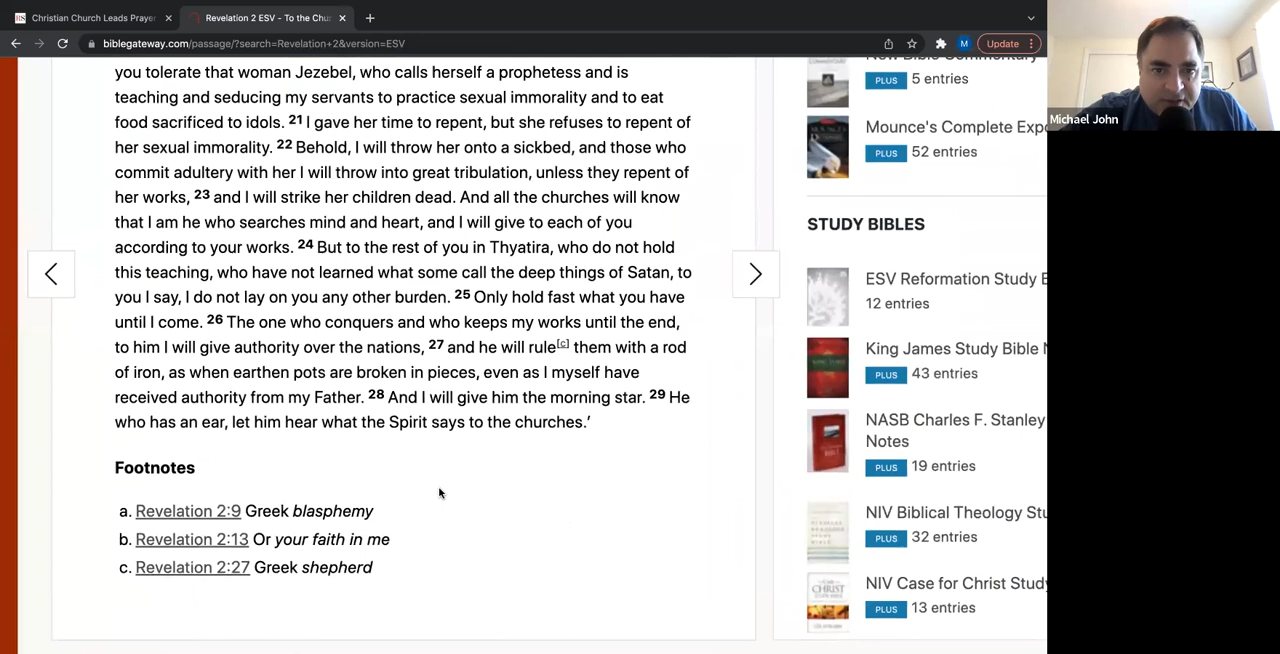 Christian Church Leads Prayer
Revelation 2 ESV - To the Chu
biblegateway.com/passage/?search=Revelation+2&version=ESV
M
Update
Michael John
you tolerate that woman Jezebel, who calls herself a prophetess and is
teaching and seducing my servants to practice sexual immorality and to eat
food sacrificed to idols. 21 I gave her time to repent, but she refuses to repent of
her sexual immorality. 22 Behold, I will throw her onto a sickbed, and those who
commit adultery with her I will throw into great tribulation, unless they repent of
her works, 23 and I will strike her children dead. And all the churches will know
that I am he who searches mind and heart, and I will give to each of you
according to your works. 24 But to the rest of you in Thyatira, who do not hold
this teaching, who have not learned what some call the deep things of Satan, to
you I say, I do not lay on you any other burden. 25 Only hold fast what you have
until I come. 26 The one who conquers and who keeps my works until the end,
to him I will give authority over the nations, 27 and he will rule[c] them with a rod
of iron, as when earthen pots are broken in pieces, even as I myself have
received authority from my Father. 28 And I will give him the morning star. 29 He
who has an ear, let him hear what the Spirit says to the churches.’
Footnotes
a. Revelation 2:9 Greek blasphemy
b. Revelation 2:13 Or your faith in me
c. Revelation 2:27 Greek shepherd
New Bible Commentary
PLUS 5 entries
Mounce's Complete Expo
PLUS 52 entries
STUDY BIBLES
ESV Reformation Study B
12 entries
King James Study Bible N
PLUS 43 entries
NASB Charles F. Stanley
Notes
PLUS 19 entries
NIV Biblical Theology Stu
PLUS 32 entries
NIV Case for Christ Study
PLUS 13 entries